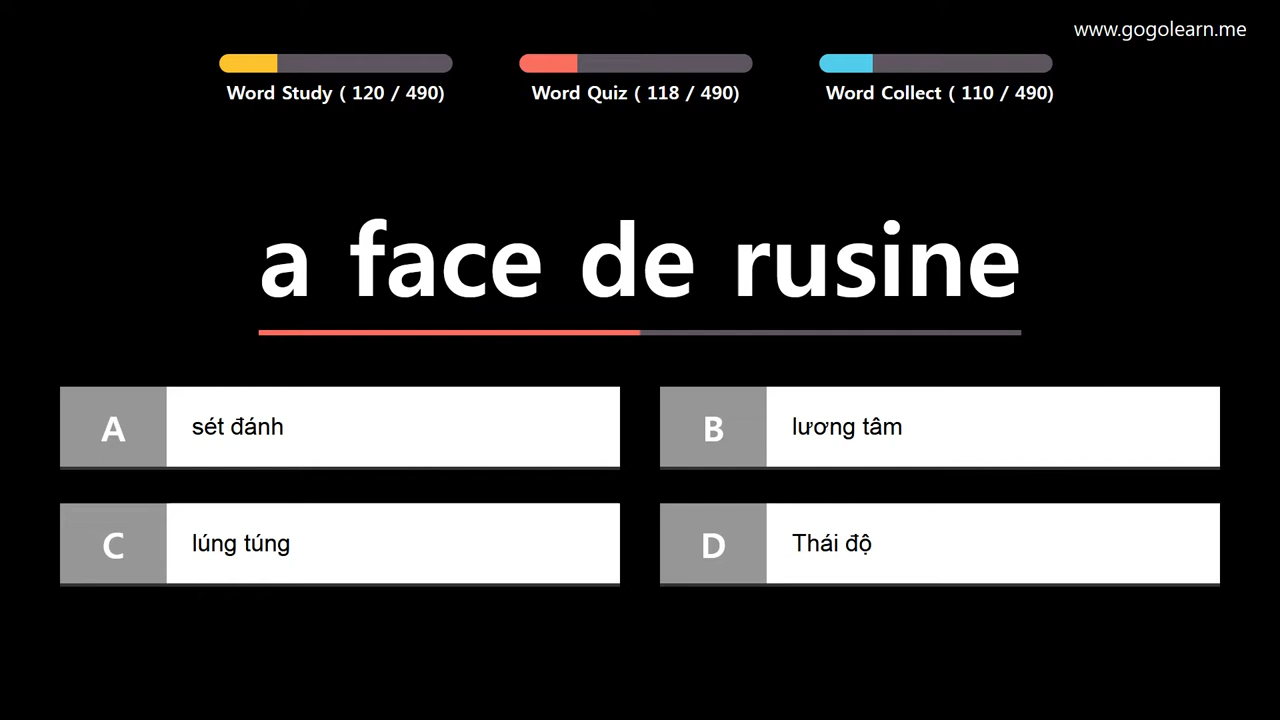 www.gogolearn.me
Word Study ( 120 / 490)
Word Quiz ( 118 / 490)
Word Collect ( 110 / 490)
a face de rusine
A
sét đánh
B
lương tâm
C
lúng túng
D
Thái độ